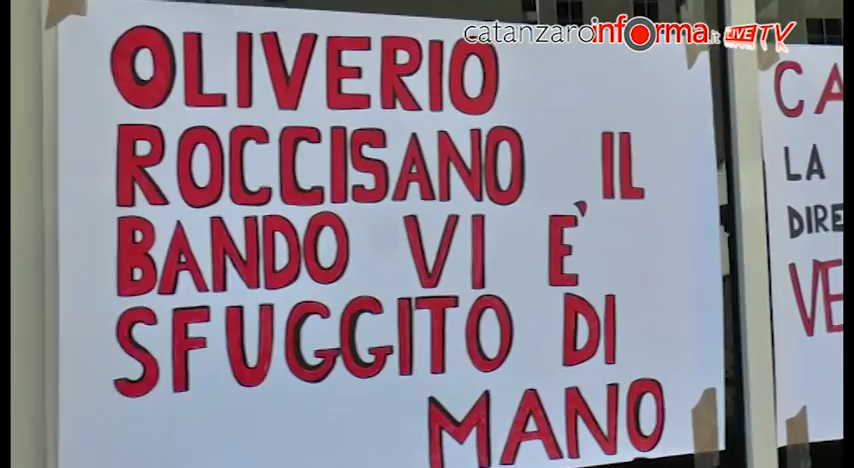 catanzaroinforma.it LIVE TV
OLIVERIO
ROCCISANO IL
BANDO VI È
SFUGGITO DI
MANO
CA
LA
DIRE
VE